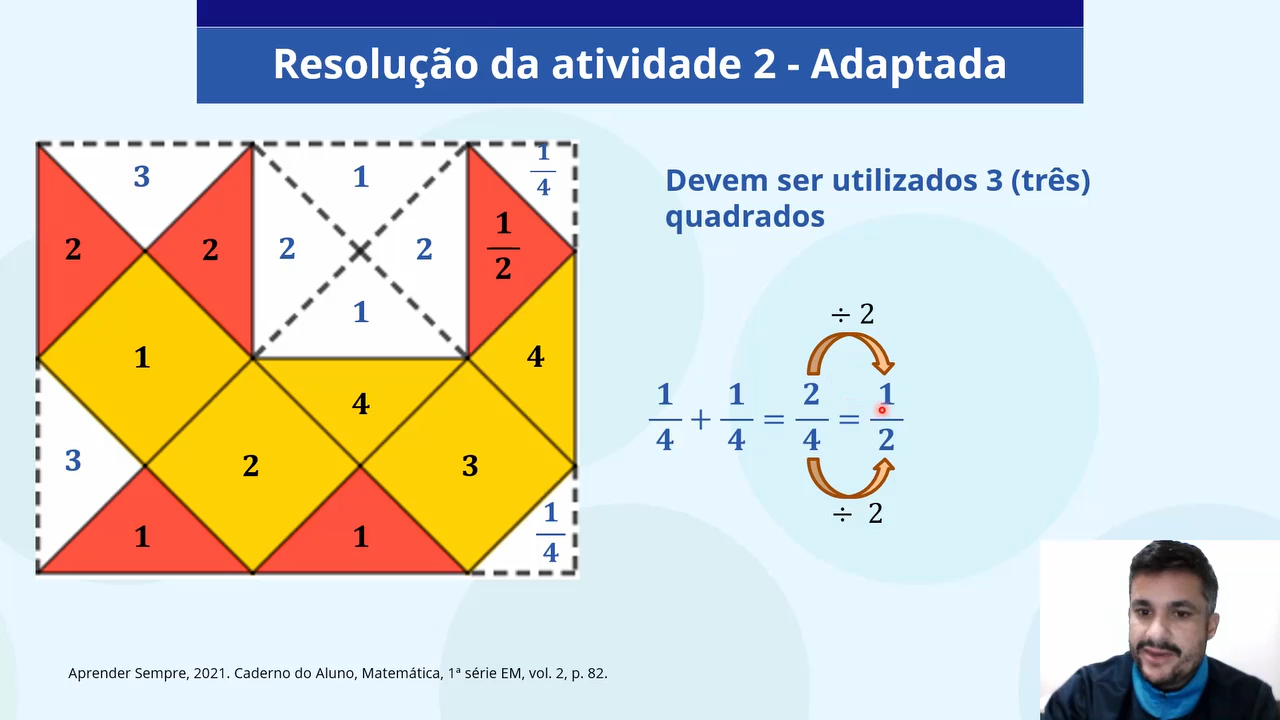 Resolução da atividade 2 - Adaptada
3 1 1/4
2 2 2 2 1/2
1
1 4
4
3 2 3
1 1 1/4
Devem ser utilizados 3 (três)
quadrados
÷ 2
1/4 + 1/4 = 2/4 = 1/2
÷ 2
Aprender Sempre, 2021. Caderno do Aluno, Matemática, 1ª série EM, vol. 2, p. 82.